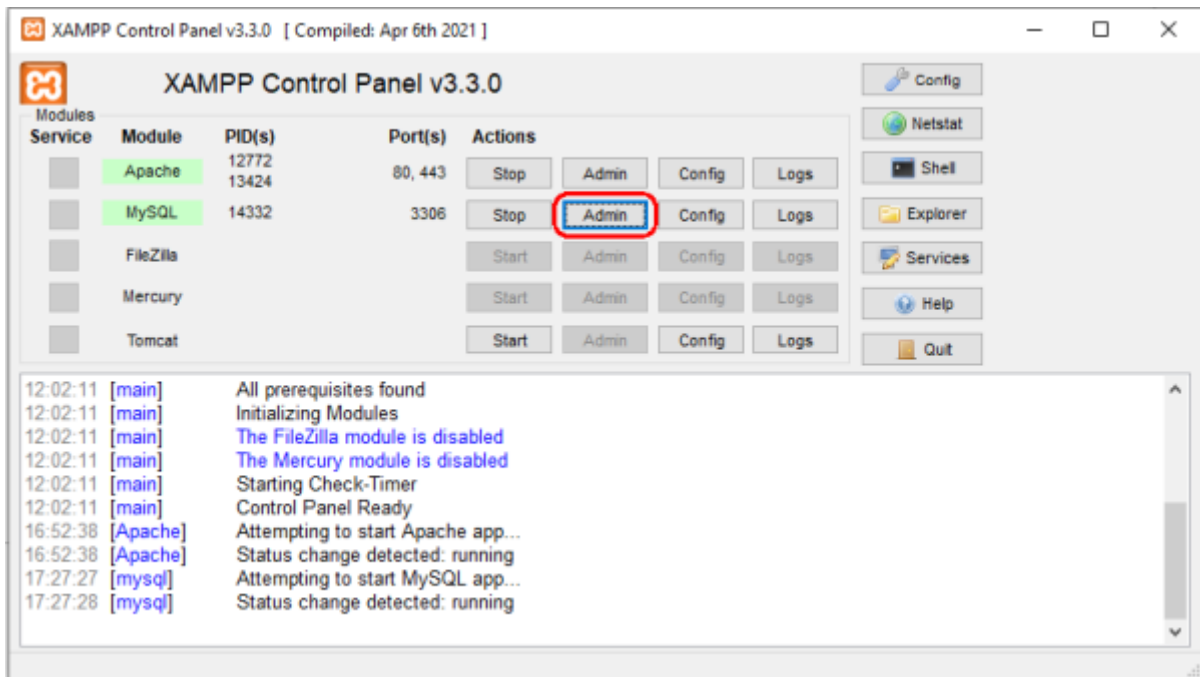 XAMPP Control Panel v3.3.0 [ Compiled: Apr 6th 2021 ]
XAMPP Control Panel v3.3.0
Config
Modules
Netstat
Service Module PID(s) Port(s) Actions
Apache 12772 13424 80, 443 Stop Admin Config Logs
Shell
MySQL 14332 3306 Stop Admin Config Logs
Explorer
FileZilla Start Admin Config Logs
Services
Mercury Start Admin Config Logs
Help
Tomcat Start Admin Config Logs
Quit
12:02:11 [main] All prerequisites found
12:02:11 [main] Initializing Modules
12:02:11 [main] The FileZilla module is disabled
12:02:11 [main] The Mercury module is disabled
12:02:11 [main] Starting Check-Timer
12:02:11 [main] Control Panel Ready
16:52:38 [Apache] Attempting to start Apache app...
16:52:38 [Apache] Status change detected: running
17:27:27 [mysql] Attempting to start MySQL app...
17:27:28 [mysql] Status change detected: running